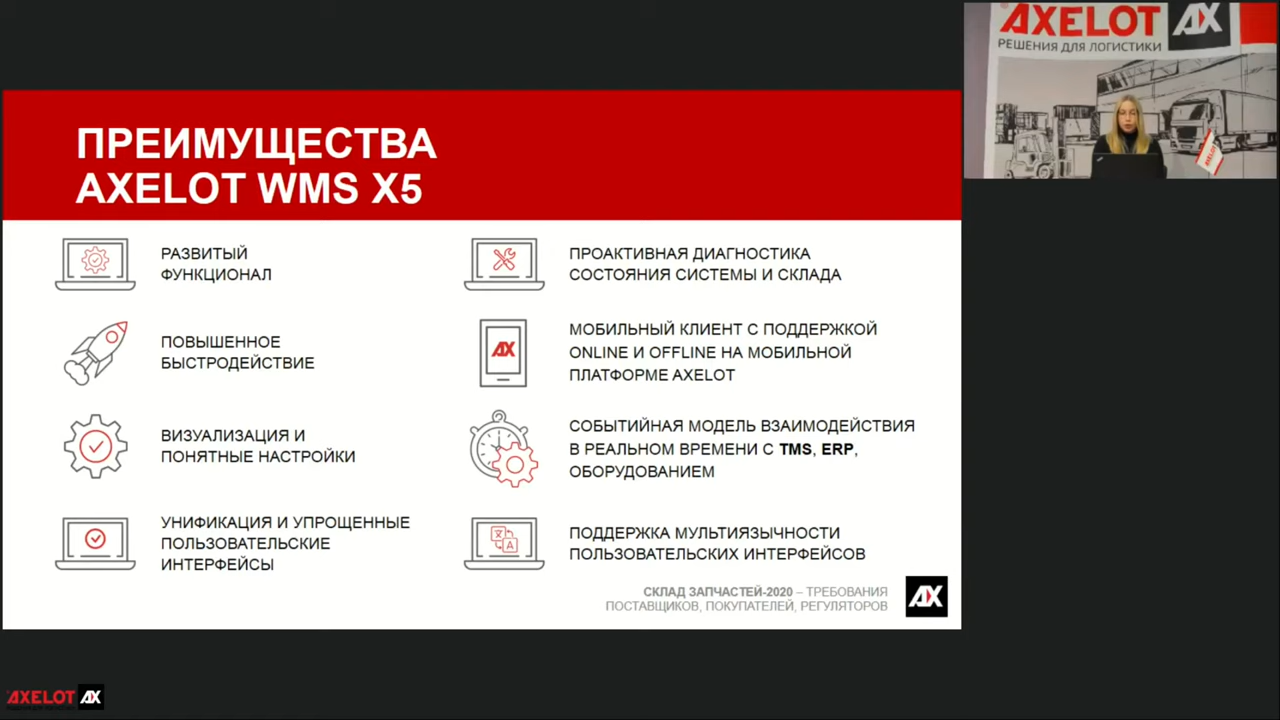 ПРЕИМУЩЕСТВА
AXELOT WMS X5
РАЗВИТЫЙ
ФУНКЦИОНАЛ
ПОВЫШЕННОЕ
БЫСТРОДЕЙСТВИЕ
ВИЗУАЛИЗАЦИЯ И
ПОНЯТНЫЕ НАСТРОЙКИ
УНИФИКАЦИЯ И УПРОЩЕННЫЕ
ПОЛЬЗОВАТЕЛЬСКИЕ
ИНТЕРФЕЙСЫ
ПРОАКТИВНАЯ ДИАГНОСТИКА
СОСТОЯНИЯ СИСТЕМЫ И СКЛАДА
AX
МОБИЛЬНЫЙ КЛИЕНТ С ПОДДЕРЖКОЙ
ONLINE И OFFLINE НА МОБИЛЬНОЙ
ПЛАТФОРМЕ AXELOT
СОБЫТИЙНАЯ МОДЕЛЬ ВЗАИМОДЕЙСТВИЯ
В РЕАЛЬНОМ ВРЕМЕНИ С TMS, ERP,
ОБОРУДОВАНИЕМ
A
ПОДДЕРЖКА МУЛЬТИЯЗЫЧНОСТИ
ПОЛЬЗОВАТЕЛЬСКИХ ИНТЕРФЕЙСОВ
СКЛАД ЗАПЧАСТЕЙ-2020 – ТРЕБОВАНИЯ
ПОСТАВЩИКОВ, ПОКУПАТЕЛЕЙ, РЕГУЛЯТОРОВ
AX
AXELOT AX
РЕШЕНИЯ ДЛЯ ЛОГИСТИКИ
AXELOT
AXELOT AX